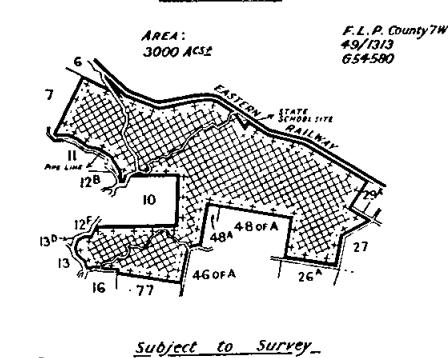 AREA:
3000 Acs±
F.L.P. County 7W
49/1313
654580
6
7
EASTERN
RAILWAY
STATE
SCHOOL SITE
11
PIPE LINE
12B
10
29A
12F
13D
13
48A
48 OF A
27
16
77
46 OF A
26A
Subject to Survey